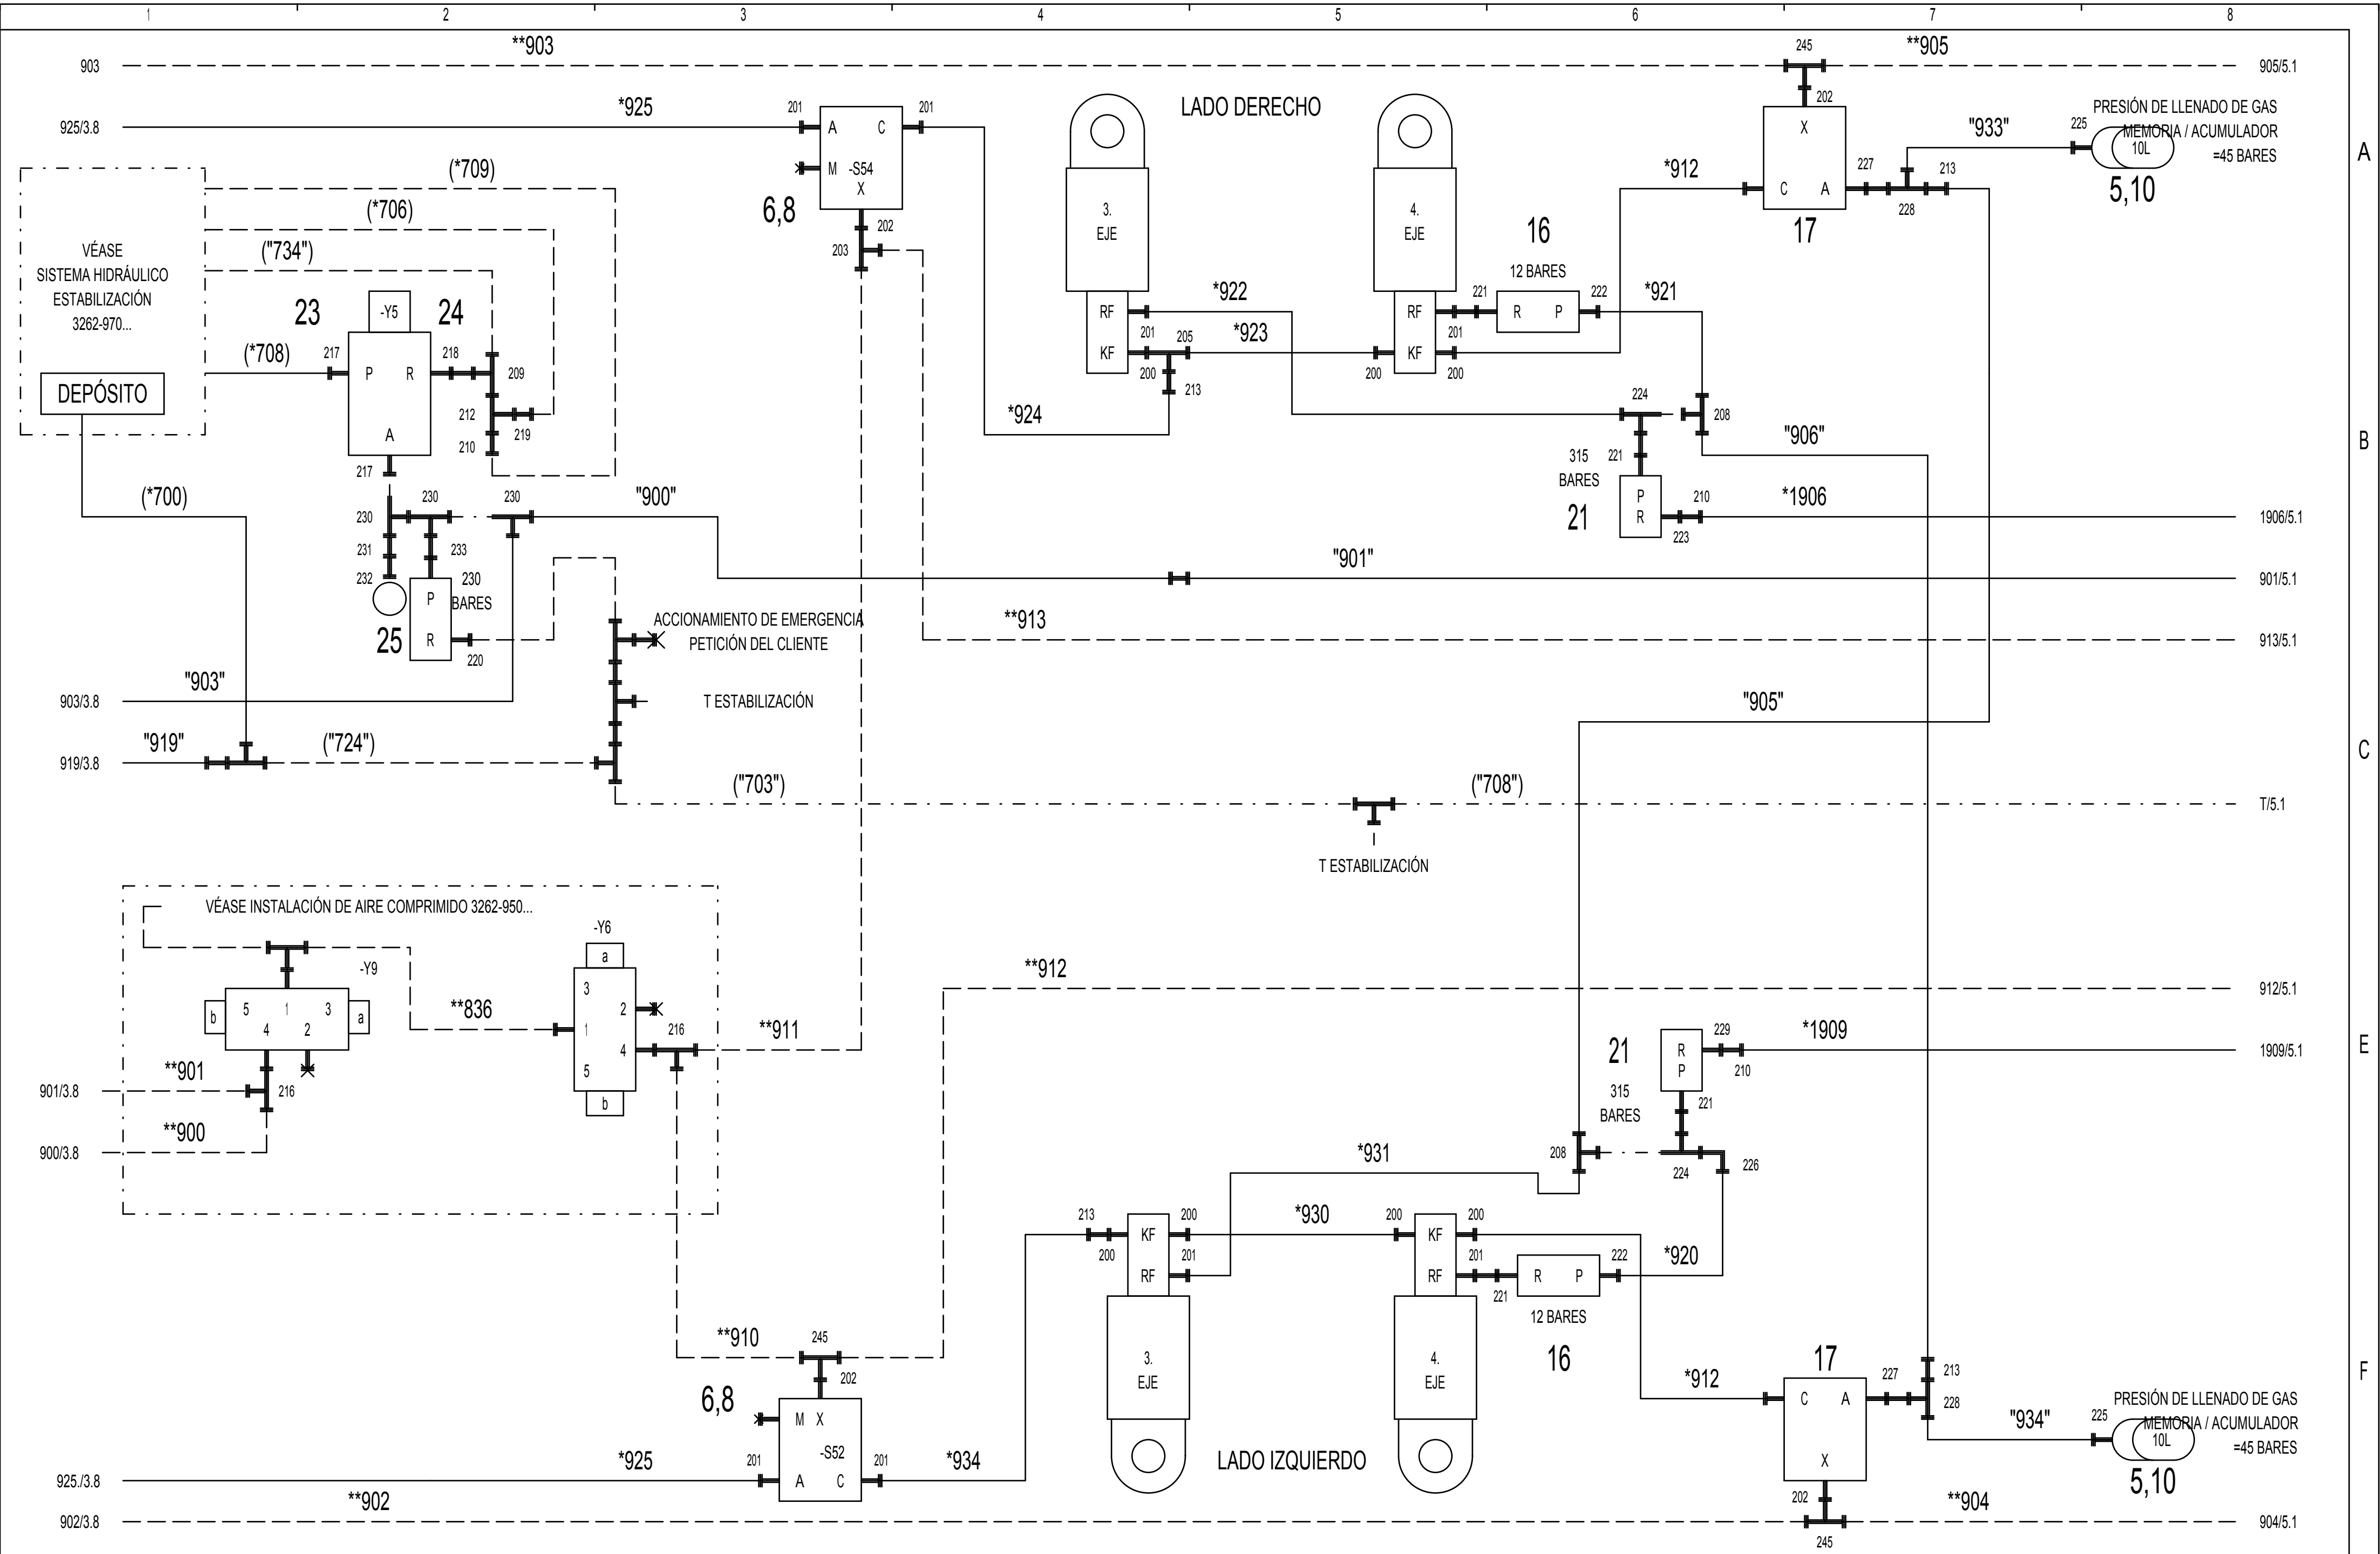 1 2 3 4 5 6 7 8
**903
245
**905
903
905/5.1
*925
201
201
LADO DERECHO
202
PRESIÓN DE LLENADO DE GAS
925/3.8
A C
X
"933"
225
MEMORIA / ACUMULADOR
10L
=45 BARES
A
(*709)
M -S54
X
*912
227
213
5,10
C A
228
(*706)
6,8
202
3.
EJE
4.
EJE
16
17
("734")
203
VÉASE
SISTEMA HIDRÁULICO
ESTABILIZACIÓN
3262-970...
12 BARES
23
-Y5
24
*922
221
222
*921
RF
RF
R P
(*708)
217
218
201
205
*923
201
KF
KF
P R
209
200
200
200
DEPÓSITO
213
224
212
*924
208
219
A
210
"906"
B
217
315
BARES
221
(*700)
230
230
"900"
P
R
210
*1906
230
21
1906/5.1
231
233
223
"901"
232
230
BARES
901/5.1
P
ACCIONAMIENTO DE EMERGENCIA
PETICIÓN DEL CLIENTE
**913
25
R
913/5.1
220
"903"
903/3.8
T ESTABILIZACIÓN
"905"
"919"
("724")
919/3.8
C
("703")
("708")
T/5.1
T ESTABILIZACIÓN
VÉASE INSTALACIÓN DE AIRE COMPRIMIDO 3262-950...
-Y6
a
-Y9
**912
3
912/5.1
b
5 1 3
4 2
a
**836
2
1
216
**911
229
*1909
4
21
R
P
1909/5.1
E
5
210
**901
901/3.8
216
b
315
BARES
221
**900
900/3.8
*931
208
224
226
213
KF
200
*930
200
KF
200
200
201
201
222
*920
RF
RF
R P
221
12 BARES
**910
245
3.
EJE
4.
EJE
16
17
F
202
*912
227
213
6,8
C A
228
M X
PRESIÓN DE LLENADO DE GAS
"934"
225
MEMORIA / ACUMULADOR
10L
=45 BARES
-S52
*925
201
201
*934
LADO IZQUIERDO
X
925./3.8
A C
5,10
**902
202
**904
902/3.8
904/5.1
245